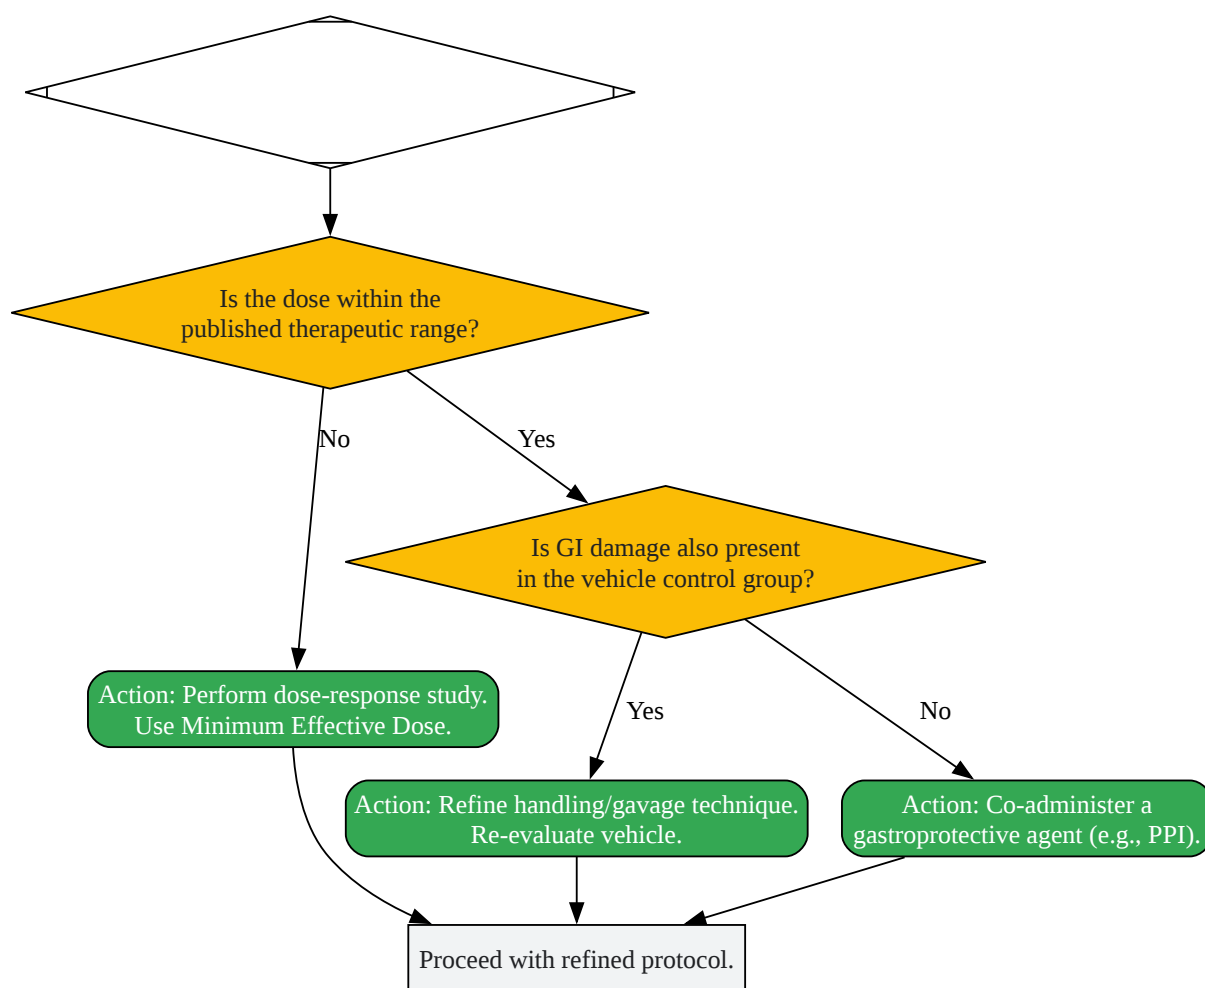 Is the dose within the
published therapeutic range?
No
Yes
Is GI damage also present
in the vehicle control group?
Action: Perform dose-response study.
Use Minimum Effective Dose.
Yes
No
Action: Refine handling/gavage technique.
Re-evaluate vehicle.
Action: Co-administer a
gastroprotective agent (e.g., PPI).
Proceed with refined protocol.